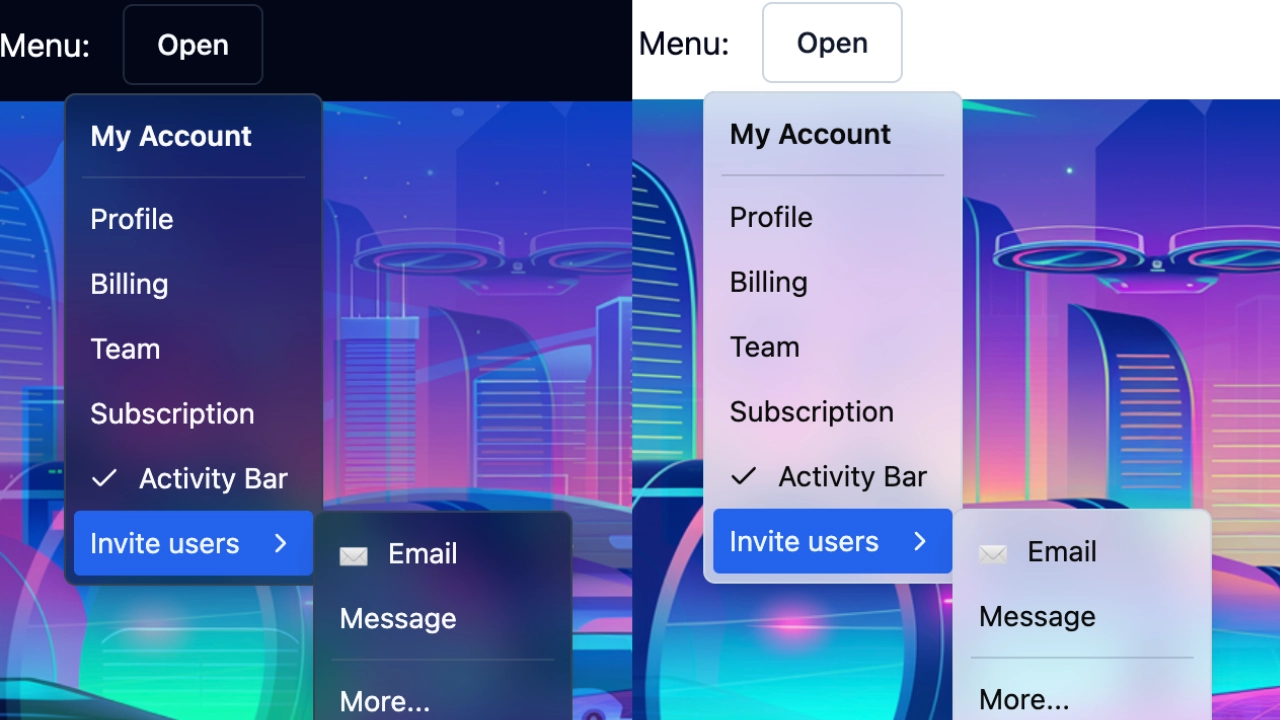 Menu: Open
My Account
Profile
Billing
Team
Subscription
Activity Bar
Invite users
Email
Message
More...
Menu: Open
My Account
Profile
Billing
Team
Subscription
Activity Bar
Invite users
Email
Message
More...